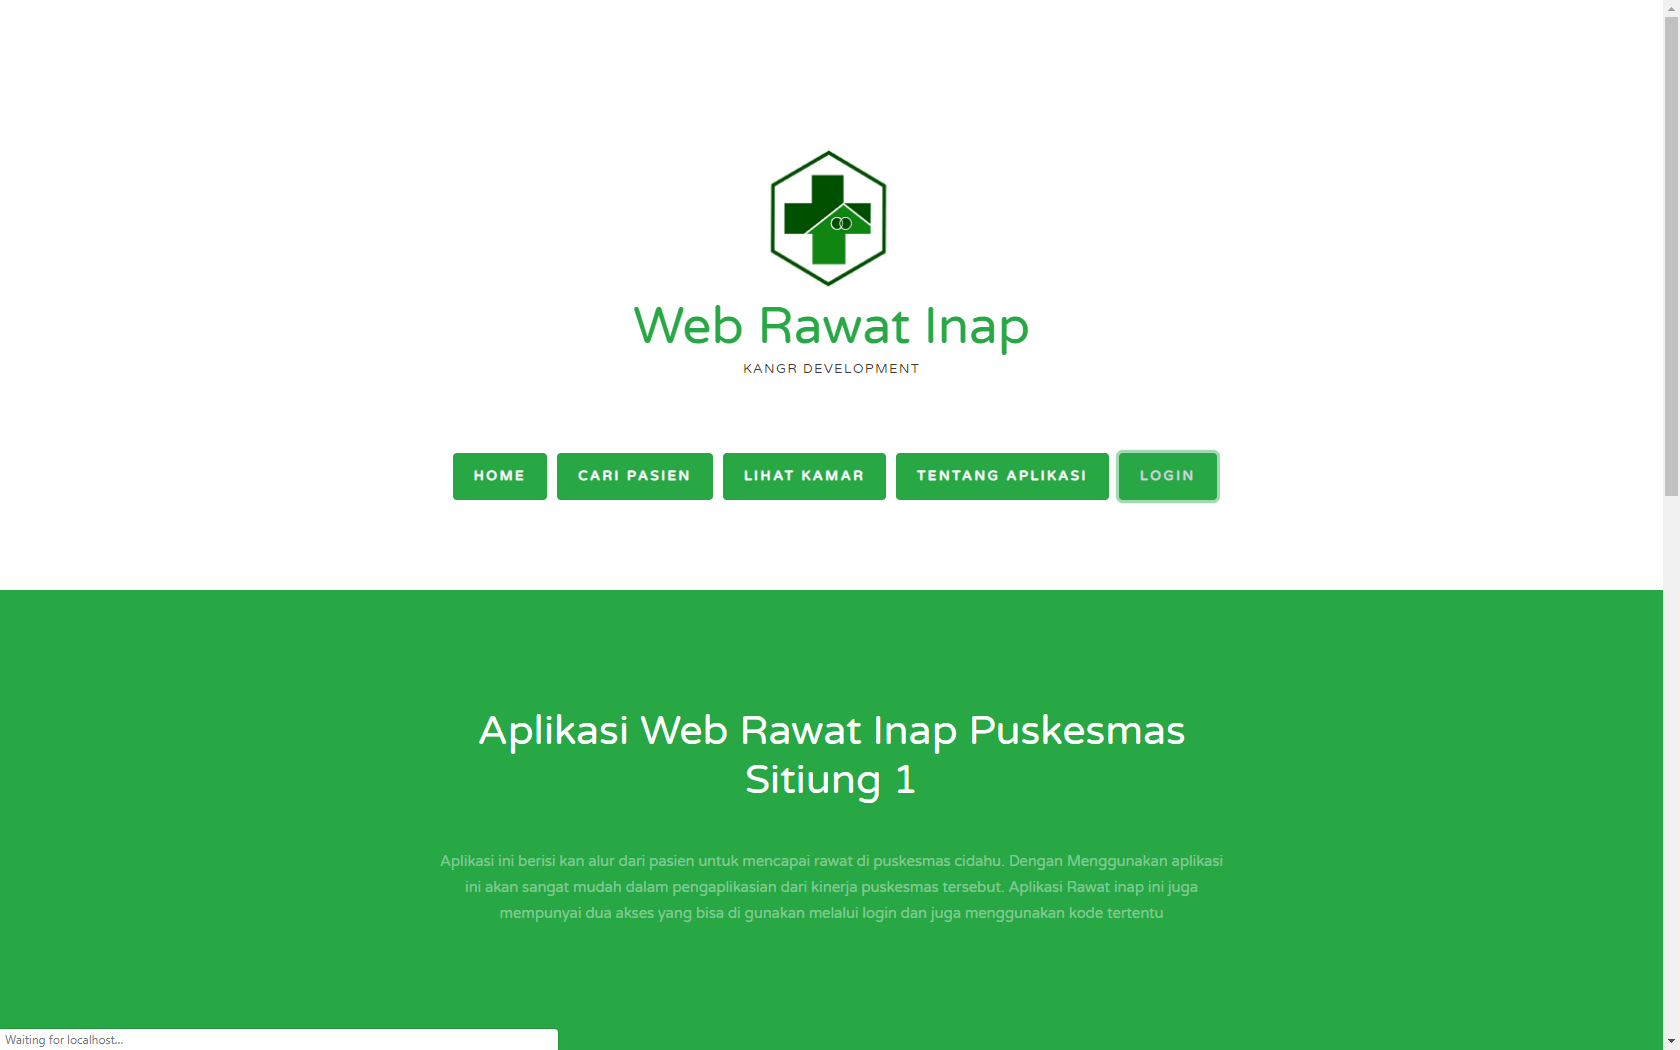 Web Rawat Inap
KANGR DEVELOPMENT
HOME CARI PASIEN LIHAT KAMAR TENTANG APLIKASI LOGIN
Aplikasi Web Rawat Inap Puskesmas
Sitiung 1
Aplikasi ini berisi kan alur dari pasien untuk mencapai rawat di puskesmas cidahu. Dengan Menggunakan aplikasi
ini akan sangat mudah dalam pengaplikasian dari kinerja puskesmas tersebut. Aplikasi Rawat inap ini juga
mempunyai dua akses yang bisa di gunakan melalui login dan juga menggunakan kode tertentu
Waiting for localhost...